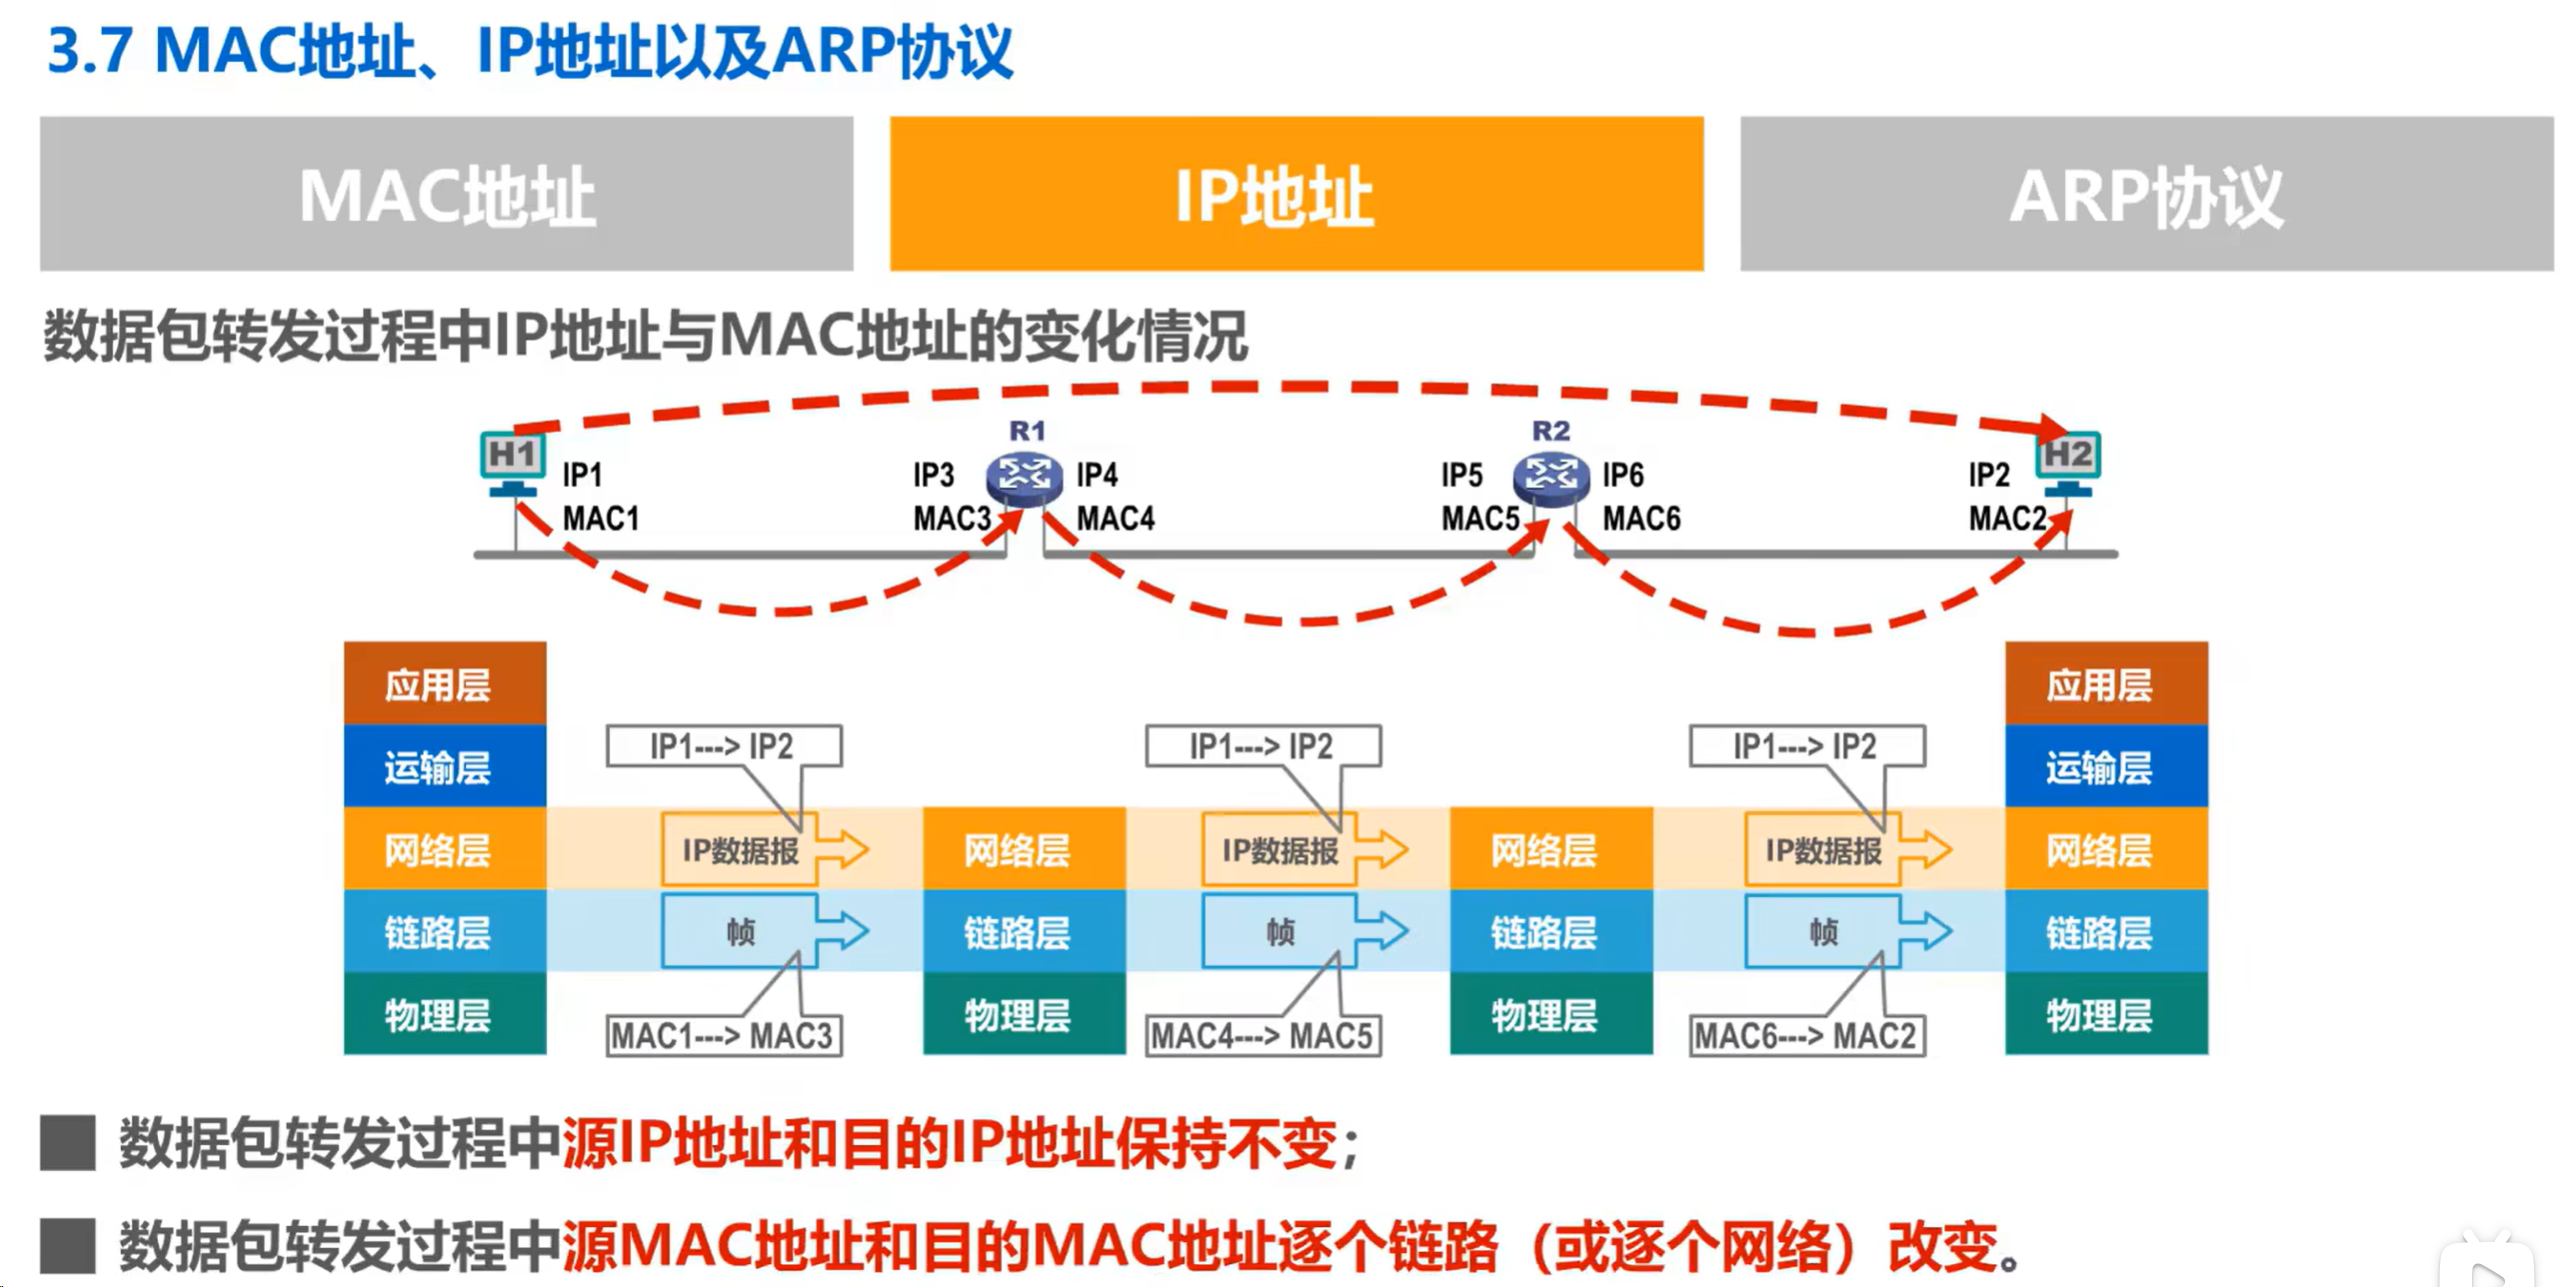 3.7 MAC地址、IP地址以及ARP协议
MAC地址
IP地址
ARP协议
数据包转发过程中IP地址与MAC地址的变化情况
R1
R2
H1
H2
IP1
IP3
IP4
IP5
IP6
IP2
MAC1
MAC3
MAC4
MAC5
MAC6
MAC2
应用层
应用层
运输层
IP1---> IP2
IP1---> IP2
IP1---> IP2
运输层
网络层
IP数据报
网络层
IP数据报
网络层
IP数据报
网络层
链路层
帧
链路层
帧
链路层
帧
链路层
物理层
MAC1---> MAC3
物理层
MAC4---> MAC5
物理层
MAC6---> MAC2
物理层
数据包转发过程中源IP地址和目的IP地址保持不变；
数据包转发过程中源MAC地址和目的MAC地址逐个链路（或逐个网络）改变。